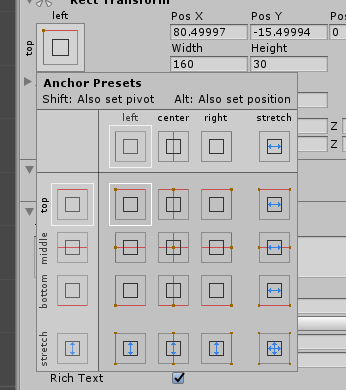 Rect Transform
left
Pos X Pos Y Pos
80.49997 -15.49994 0
top
Width Height
160 30
Anchor Presets
Shift: Also set pivot Alt: Also set position
left center right stretch
Z
Z
top
middle
bottom
stretch
Rich Text